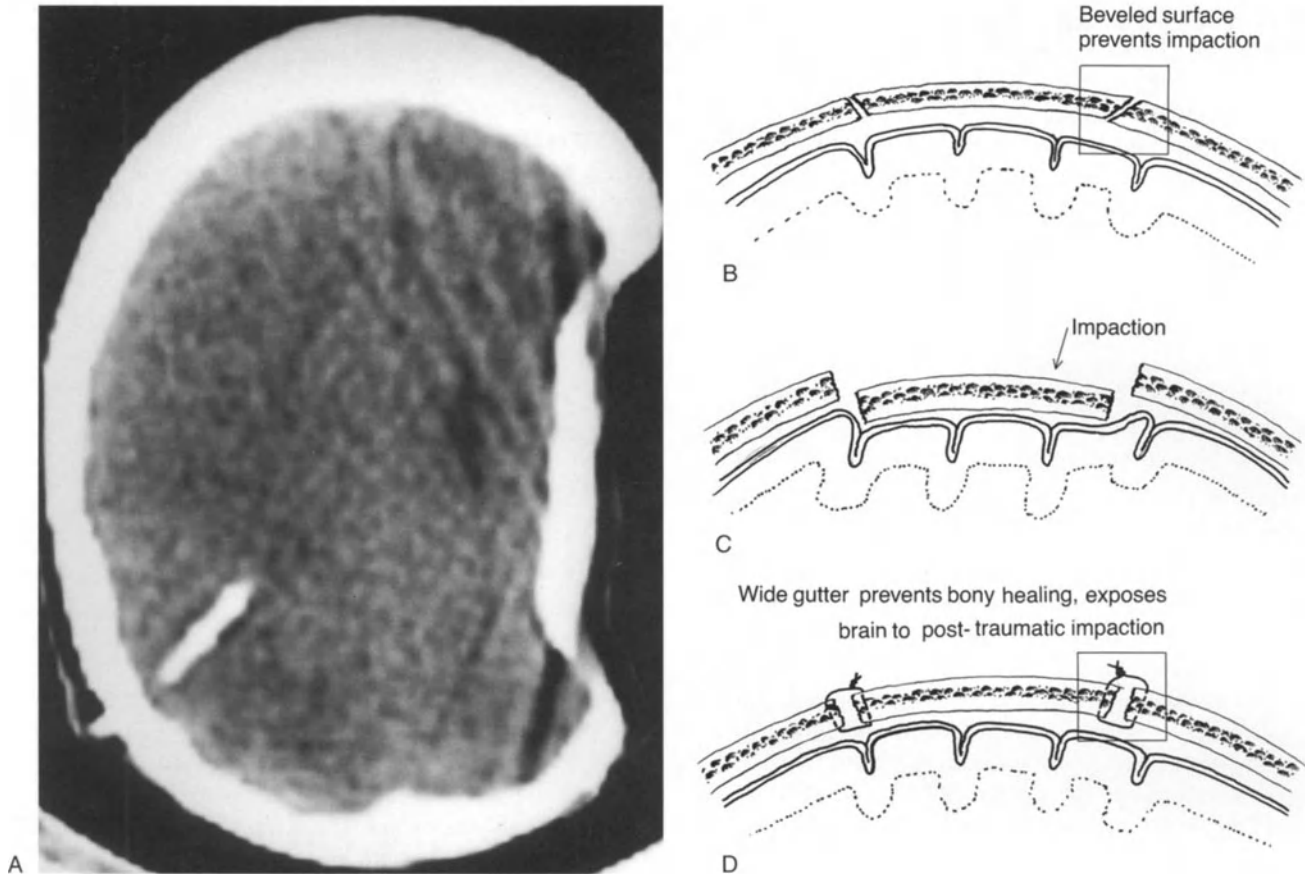 Beveled surface
prevents impaction
B
Impaction
C
Wide gutter prevents bony healing, exposes
brain to post-traumatic impaction
A
D